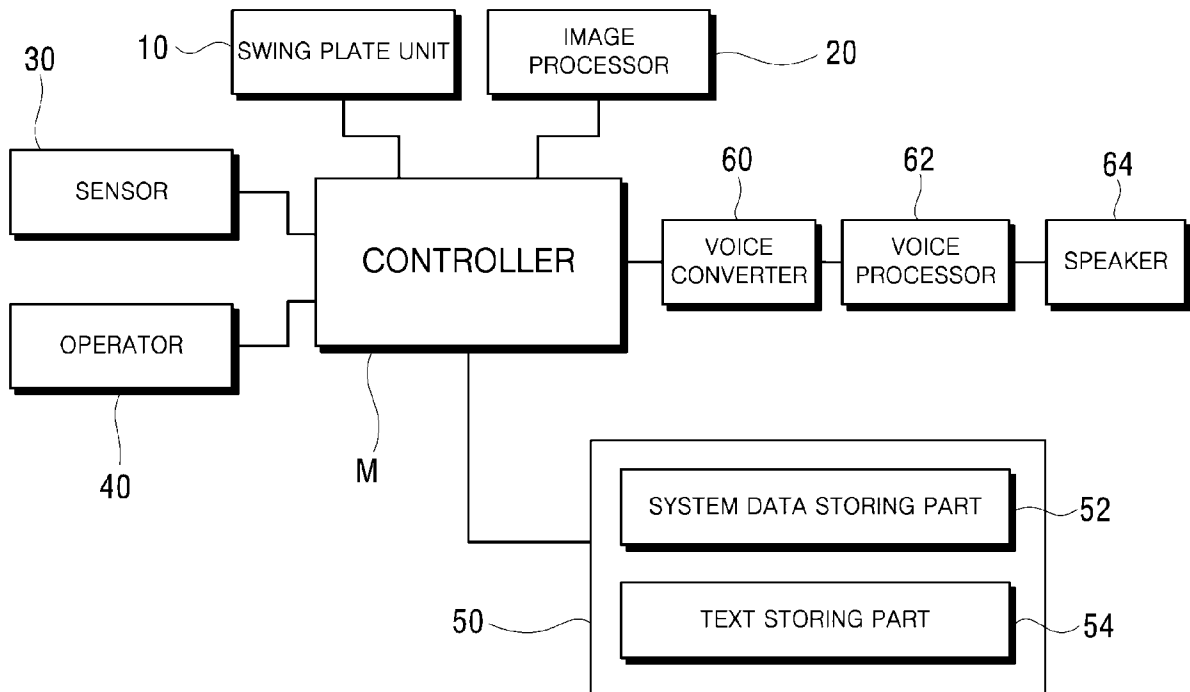 10
SWING PLATE UNIT
IMAGE
PROCESSOR
20
30
SENSOR
CONTROLLER
M
OPERATOR
40
60
VOICE
CONVERTER
62
VOICE
PROCESSOR
64
SPEAKER
50
SYSTEM DATA STORING PART
52
TEXT STORING PART
54